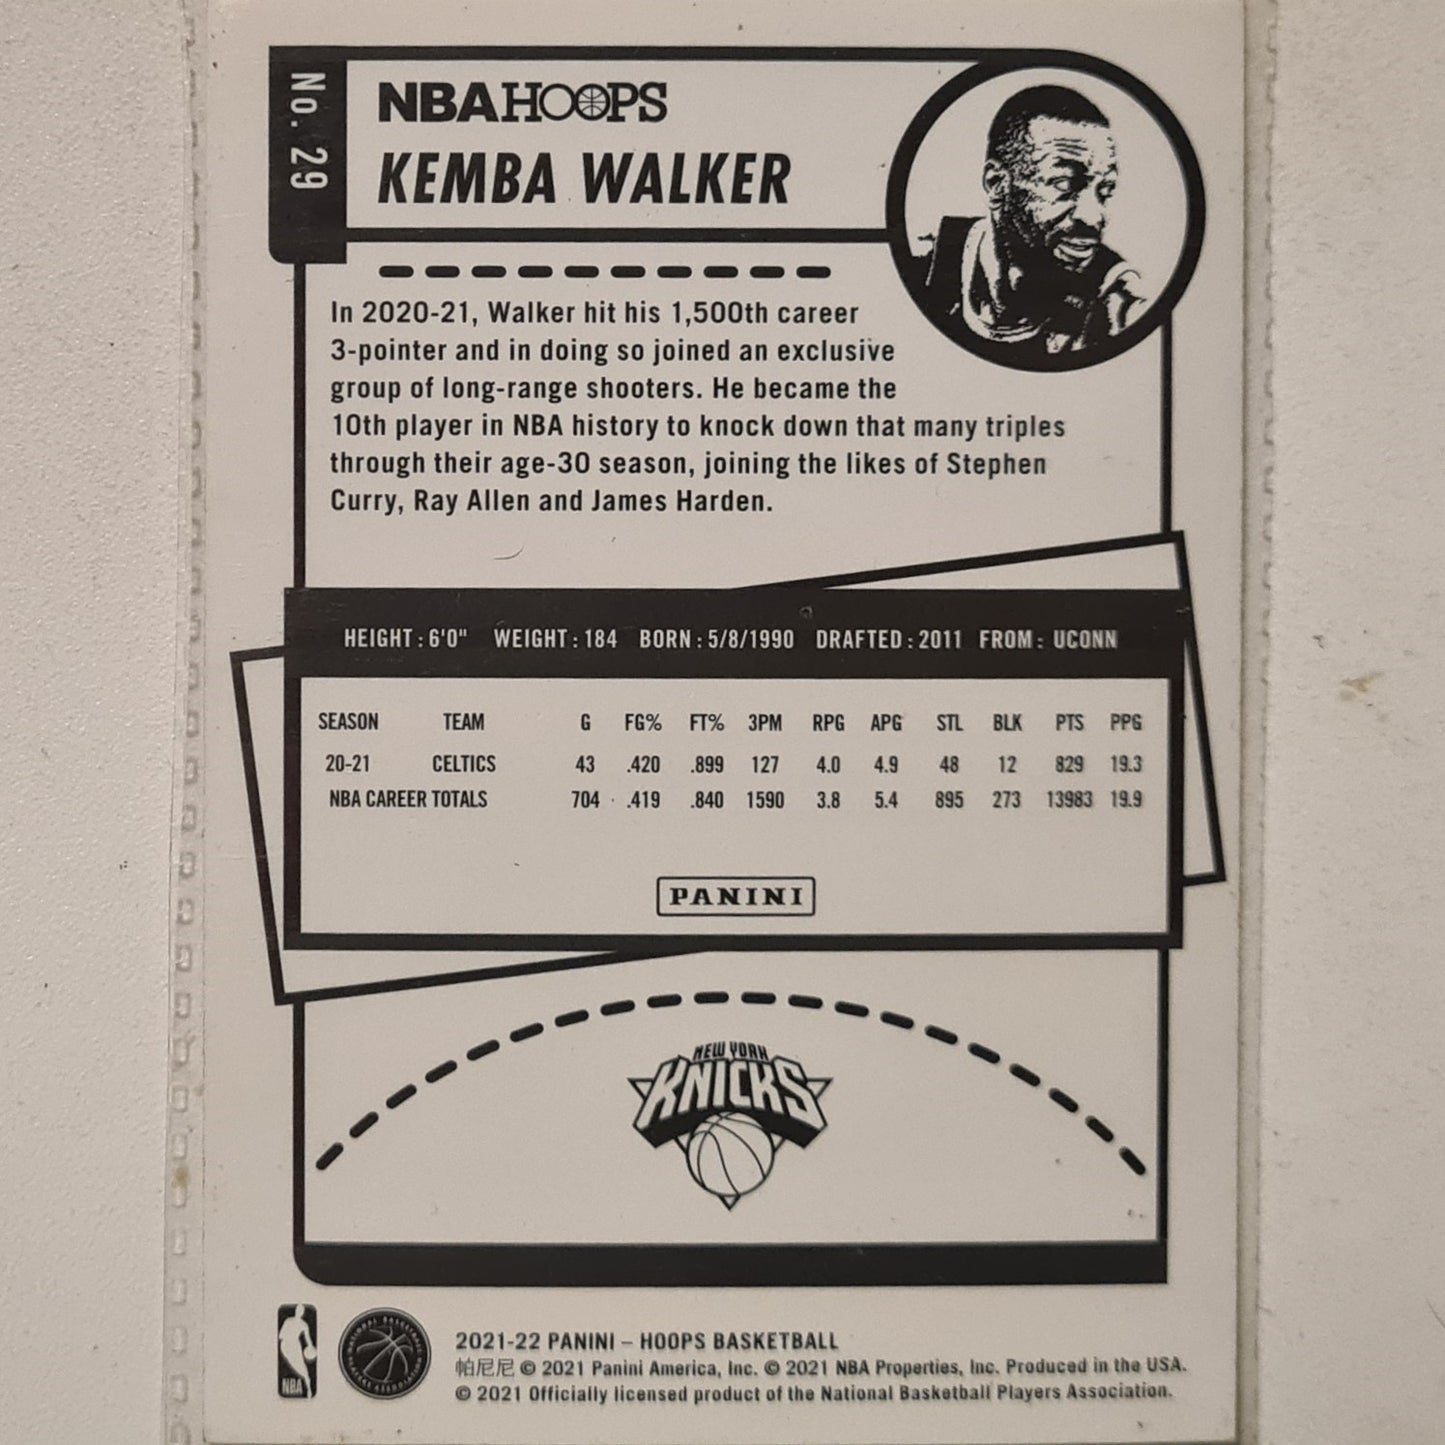 No. 29
NBA HOOPS
KEMBA WALKER
In 2020-21, Walker hit his 1,500th career
3-pointer and in doing so joined an exclusive
group of long-range shooters. He became the
10th player in NBA history to knock down that many triples
through their age-30 season, joining the likes of Stephen
Curry, Ray Allen and James Harden.
HEIGHT : 6'0" WEIGHT : 184 BORN : 5/8/1990 DRAFTED : 2011 FROM : UCONN
SEASON TEAM G FG% FT% 3PM RPG APG STL BLK PTS PPG
20-21 CELTICS 43 .420 .899 127 4.0 4.9 48 12 829 19.3
NBA CAREER TOTALS 704 .419 .840 1590 3.8 5.4 895 273 13983 19.9
PANINI
NEW YORK
KNICKS
NBA
2021-22 PANINI – HOOPS BASKETBALL
帕尼尼 © 2021 Panini America, Inc. © 2021 NBA Properties, Inc. Produced in the USA.
© 2021 Officially licensed product of the National Basketball Players Association.